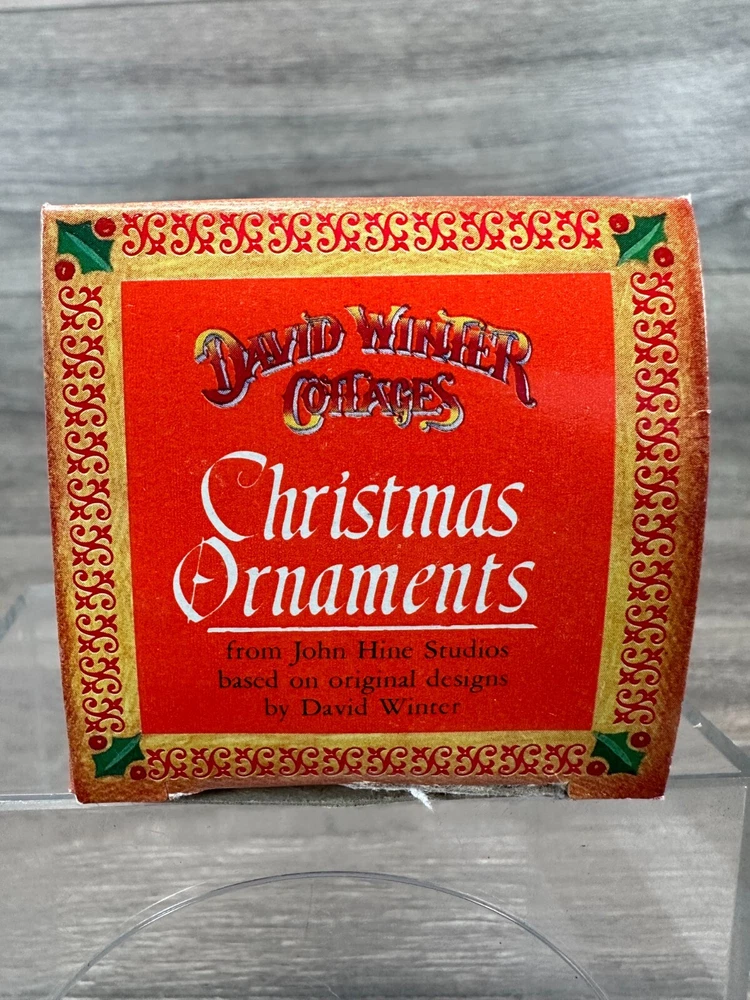 DAVID WINTER
COTTAGES
Christmas
Ornaments
from John Hine Studios
based on original designs
by David Winter